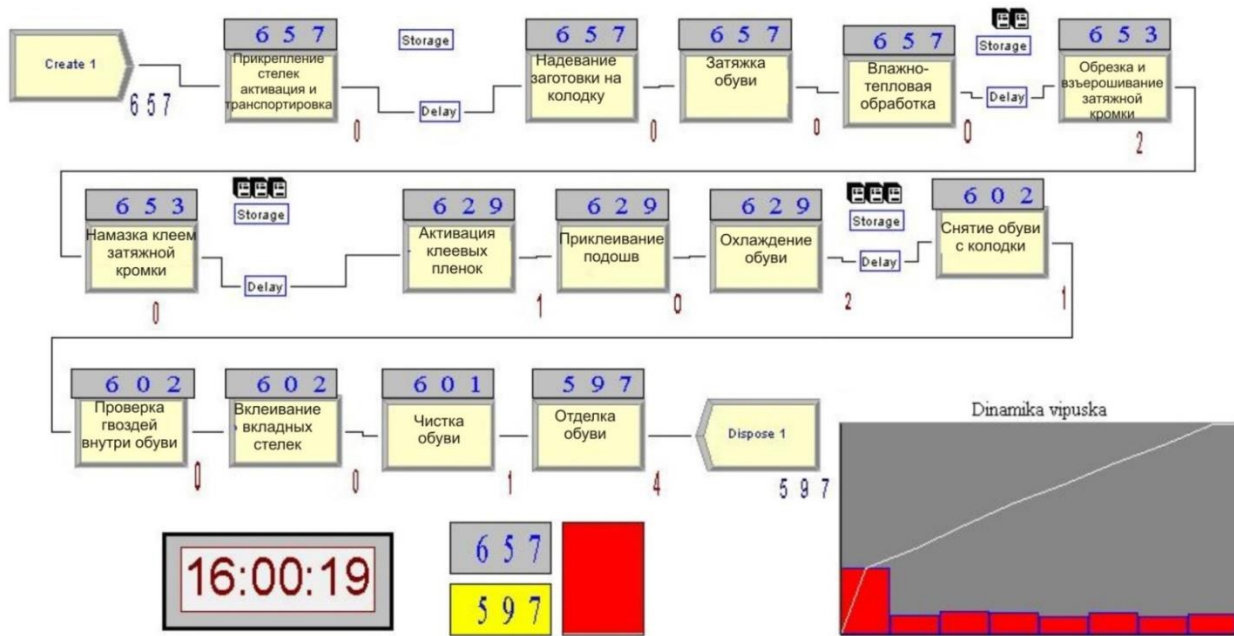 6 5 7
6 5 7
6 5 7
6 5 7
6 5 3
Create 1
Прикрепление
стелек
активация и
транспортировка
Storage
Delay
Надевание
заготовки на
колодку
Затяжка
обуви
Влажно-
тепловая
обработка
Storage
Delay
Обрезка и
взъерошивание
затяжной
кромки
6 5 7
0
0
0
0
2
6 5 3
6 2 9
6 2 9
6 2 9
6 0 2
Намазка клеем
затяжной
кромки
Storage
Delay
Активация
клеевых
пленок
Приклеивание
подошв
Охлаждение
обуви
Storage
Delay
Снятие обуви
с колодки
0
1
0
2
1
6 0 2
6 0 2
6 0 1
5 9 7
Проверка
гвоздей
внутри обуви
Вклеивание
вкладных
стелек
Чистка
обуви
Отделка
обуви
Dispose 1
0
0
1
4
5 9 7
Dinamika vipuska
16:00:19
6 5 7
5 9 7